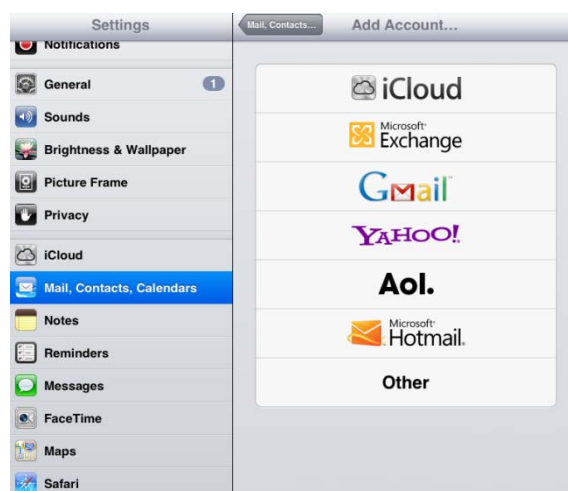 Settings
Notifications
General 1
Sounds
Brightness & Wallpaper
Picture Frame
Privacy
iCloud
Mail, Contacts, Calendars
Notes
Reminders
Messages
FaceTime
Maps
Safari
Mail, Contacts...
Add Account...
iCloud
Microsoft
Exchange
Gmail
YAHOO!
Aol.
Microsoft
Hotmail.
Other